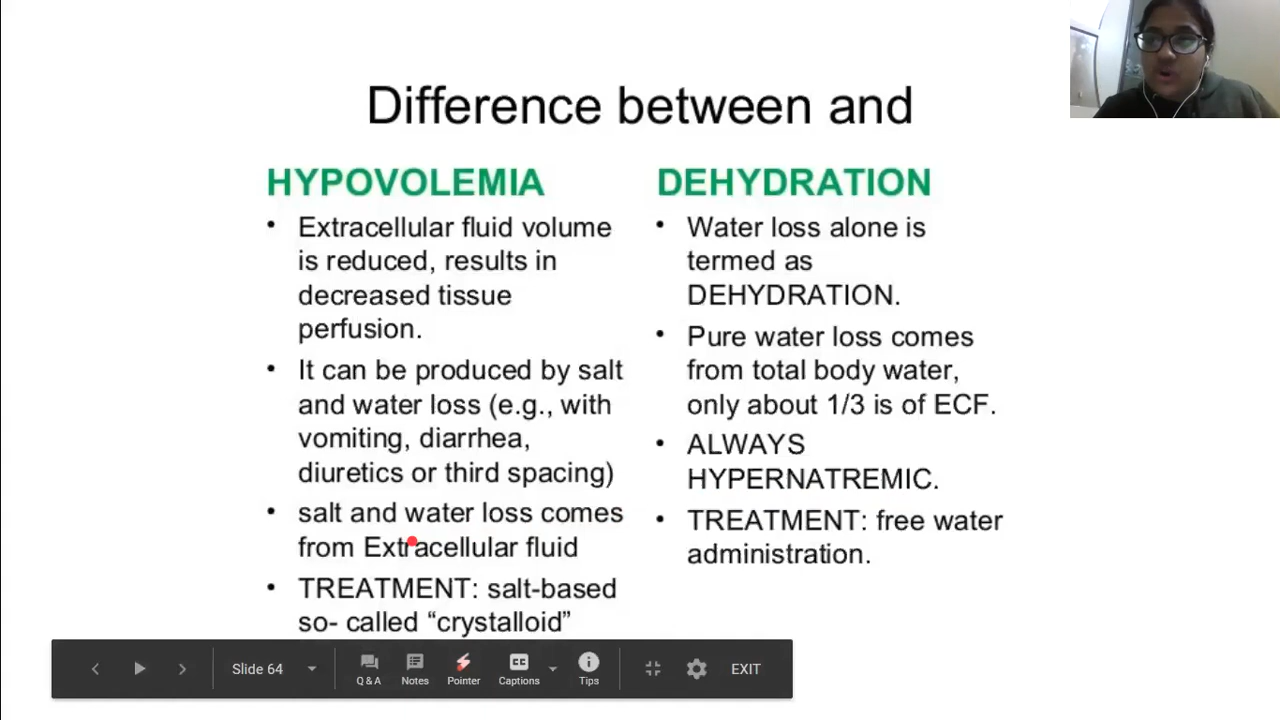 Difference between and
HYPOVOLEMIA
• Extracellular fluid volume
is reduced, results in
decreased tissue
perfusion.
• It can be produced by salt
and water loss (e.g., with
vomiting, diarrhea,
diuretics or third spacing)
• salt and water loss comes
from Extracellular fluid
• TREATMENT: salt-based
so- called “crystalloid”
DEHYDRATION
• Water loss alone is
termed as
DEHYDRATION.
• Pure water loss comes
from total body water,
only about 1/3 is of ECF.
• ALWAYS
HYPERNATREMIC.
• TREATMENT: free water
administration.
Slide 64
Q & A
Notes
Pointer
CC
Captions
Tips
EXIT